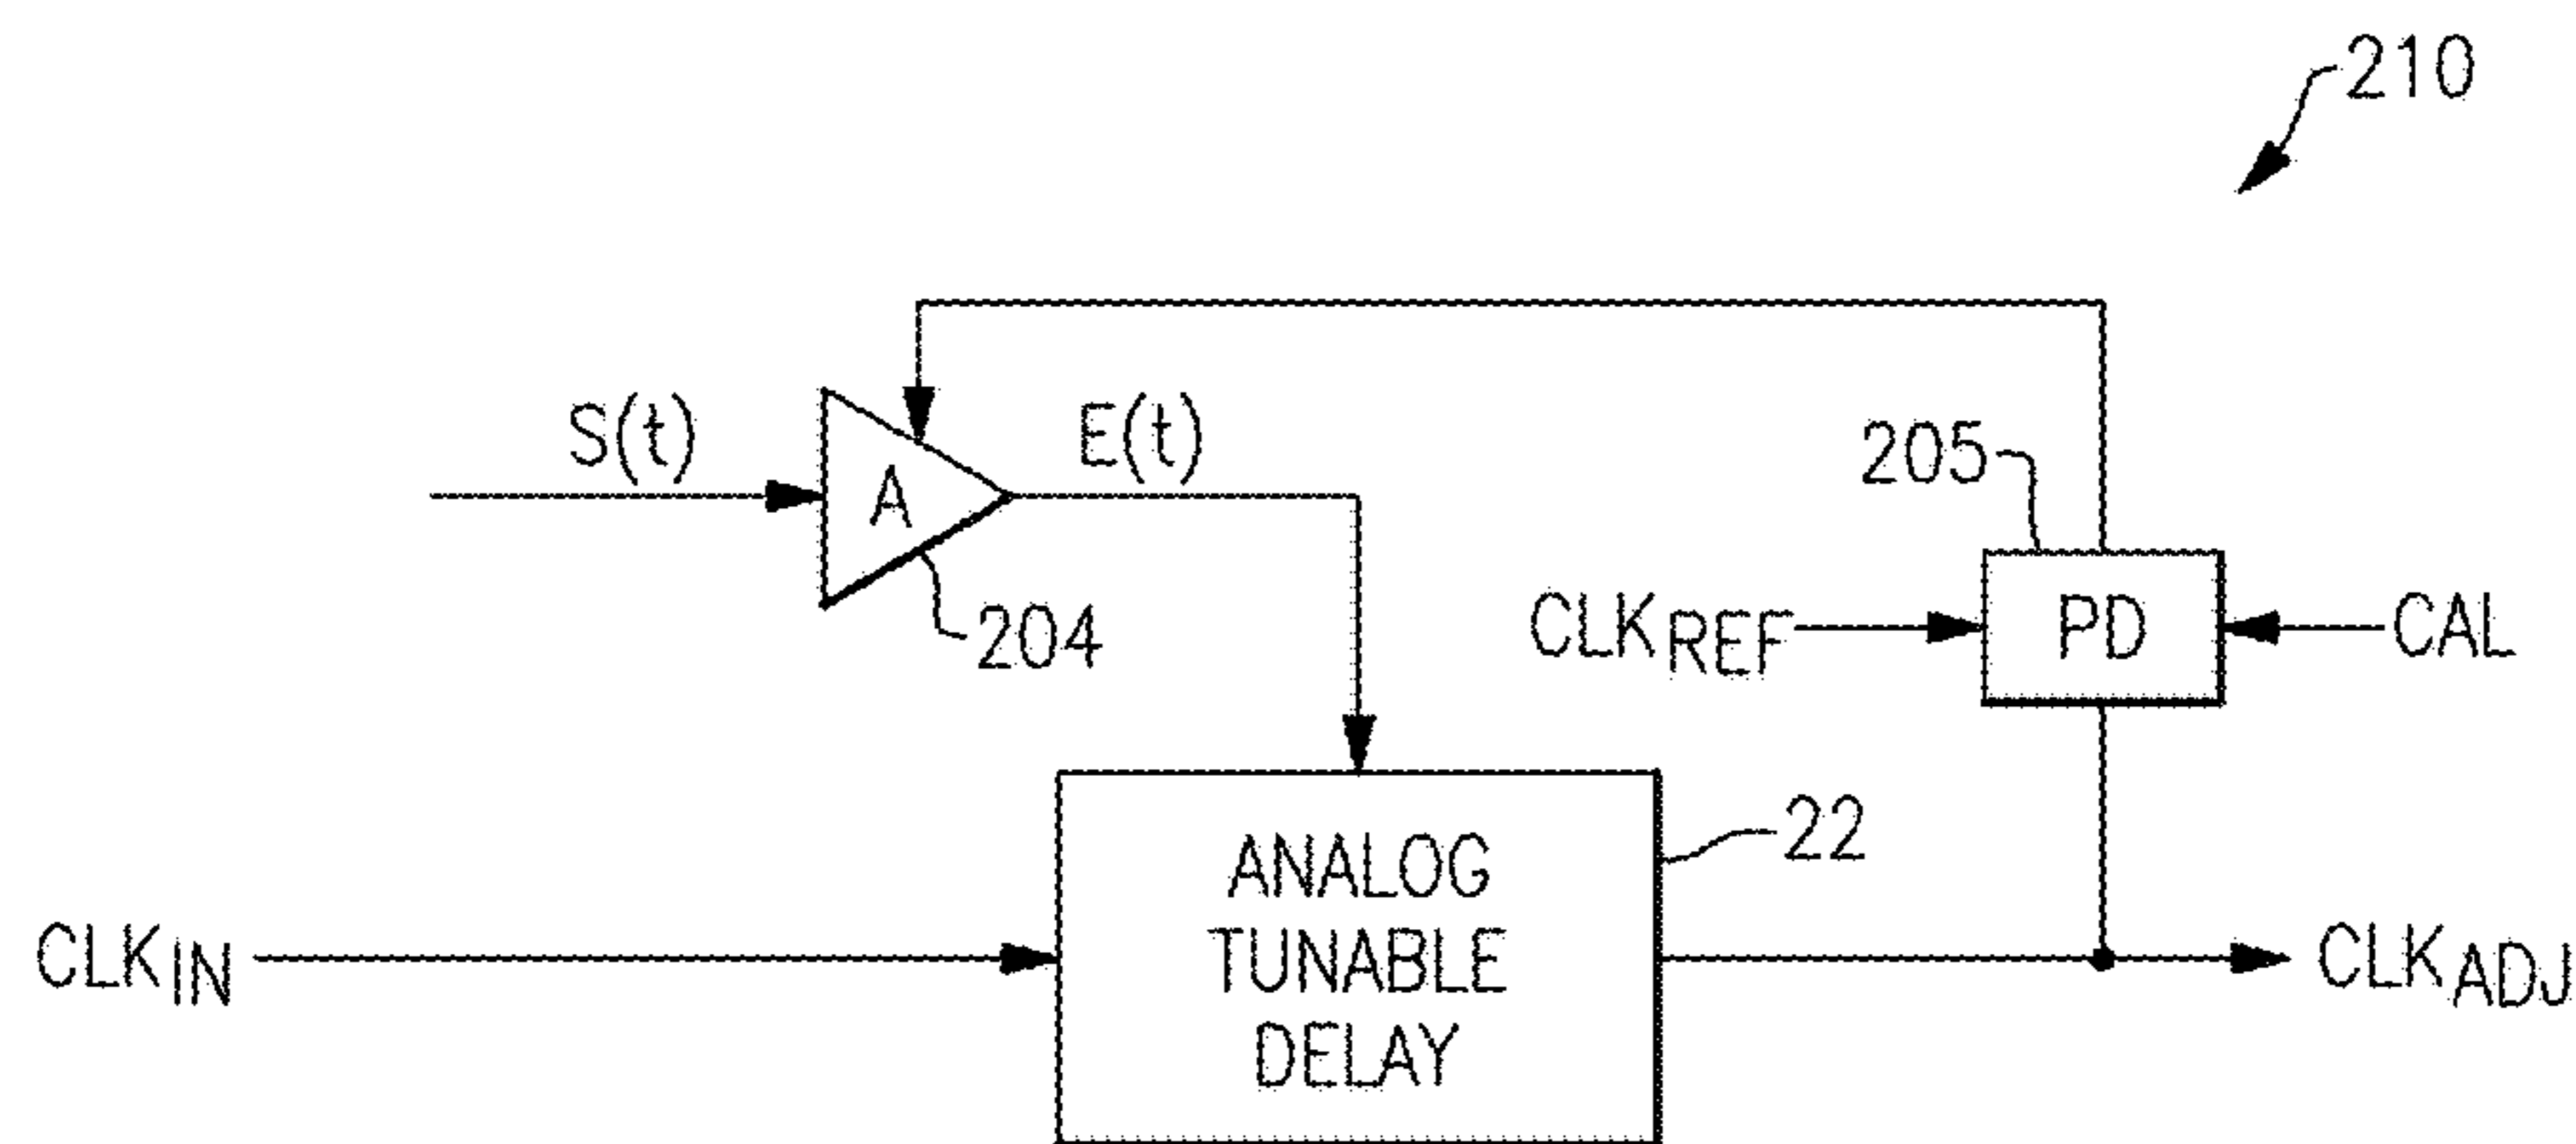 210
S(t)
A
E(t)
204
205
CLKREF
PD
CAL
22
CLKIN
ANALOG
TUNABLE
DELAY
CLKADJ